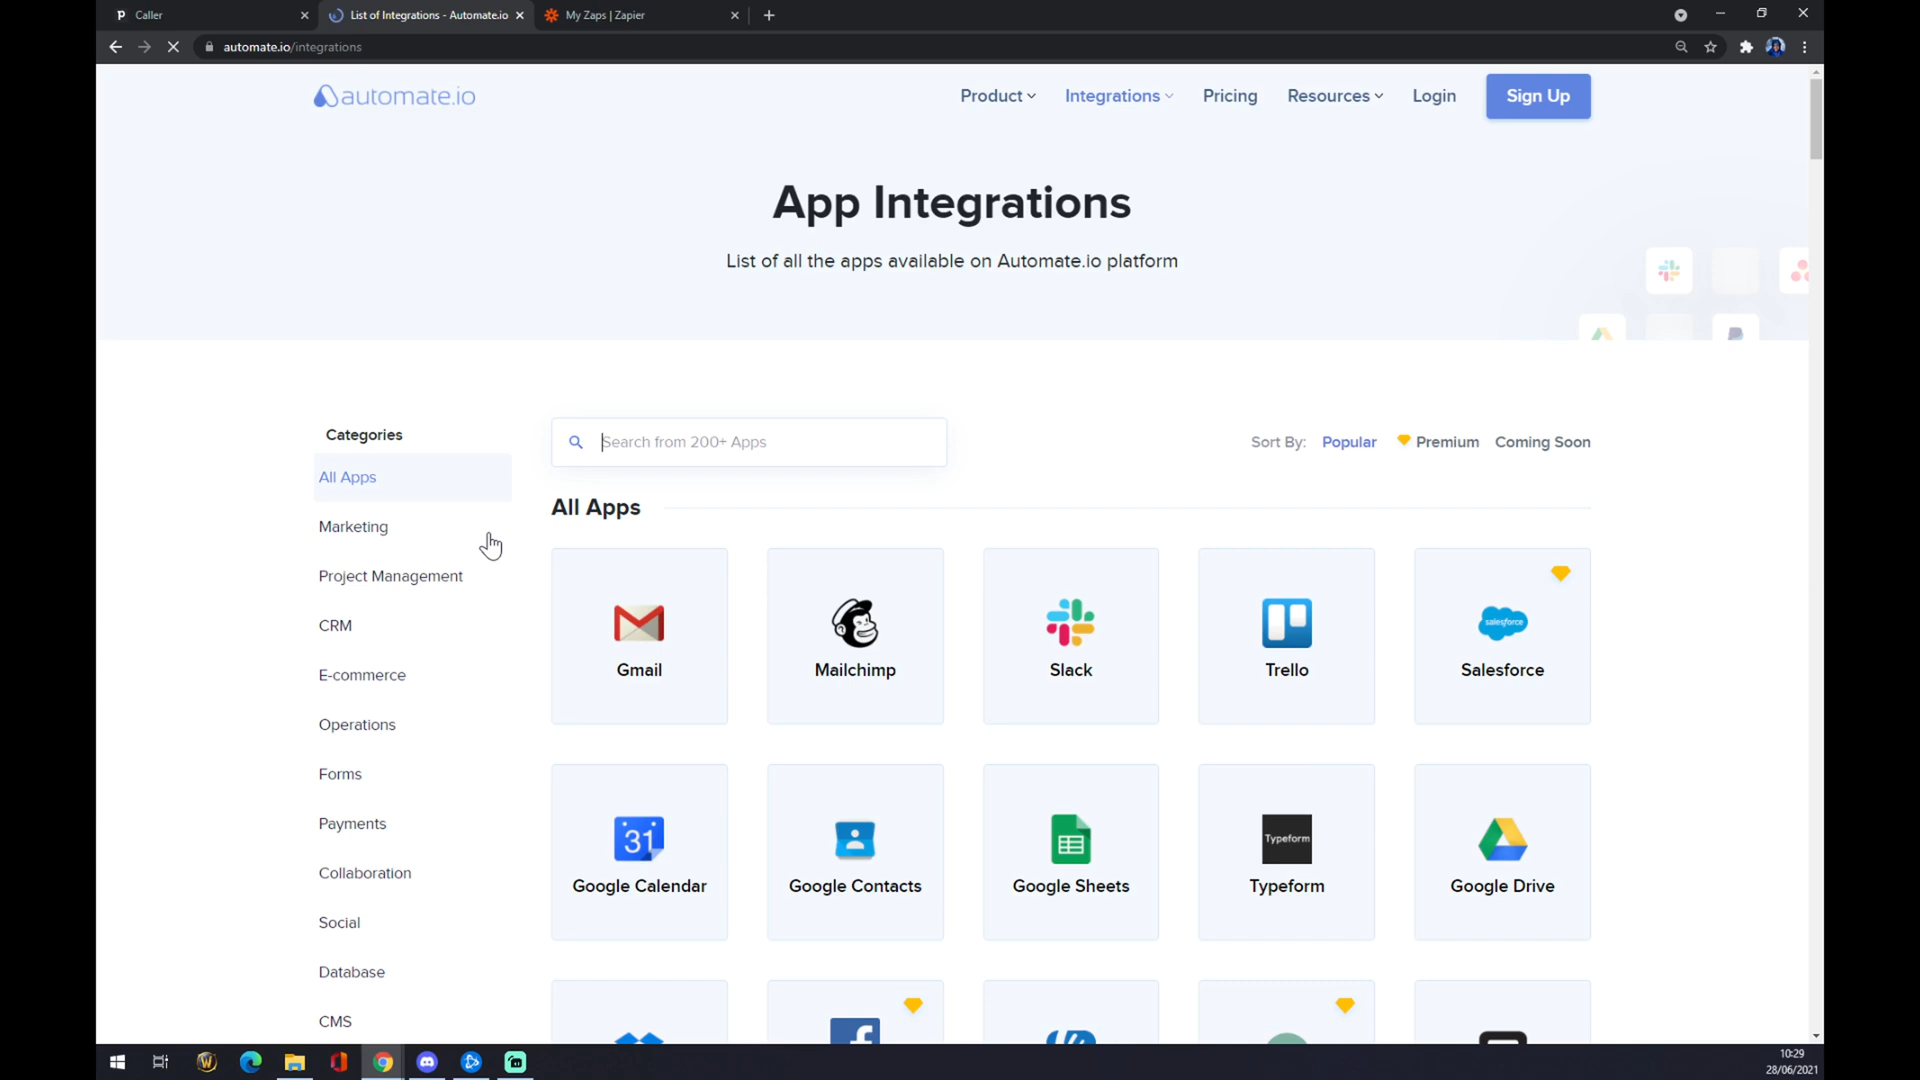 Caller
List of Integrations - Automate.io
My Zaps | Zapier
automate.io/integrations
automate.io
Product
Integrations
Pricing
Resources
Login
Sign Up
App Integrations
List of all the apps available on Automate.io platform
Categories
All Apps
Marketing
Project Management
CRM
E-commerce
Operations
Forms
Payments
Collaboration
Social
Database
CMS
Search from 200+ Apps
Sort By:
Popular
Premium
Coming Soon
All Apps
Gmail
Mailchimp
Slack
Trello
salesforce
Salesforce
31
Google Calendar
Google Contacts
Google Sheets
Typeform
Typeform
Google Drive
10:29
28/06/2021